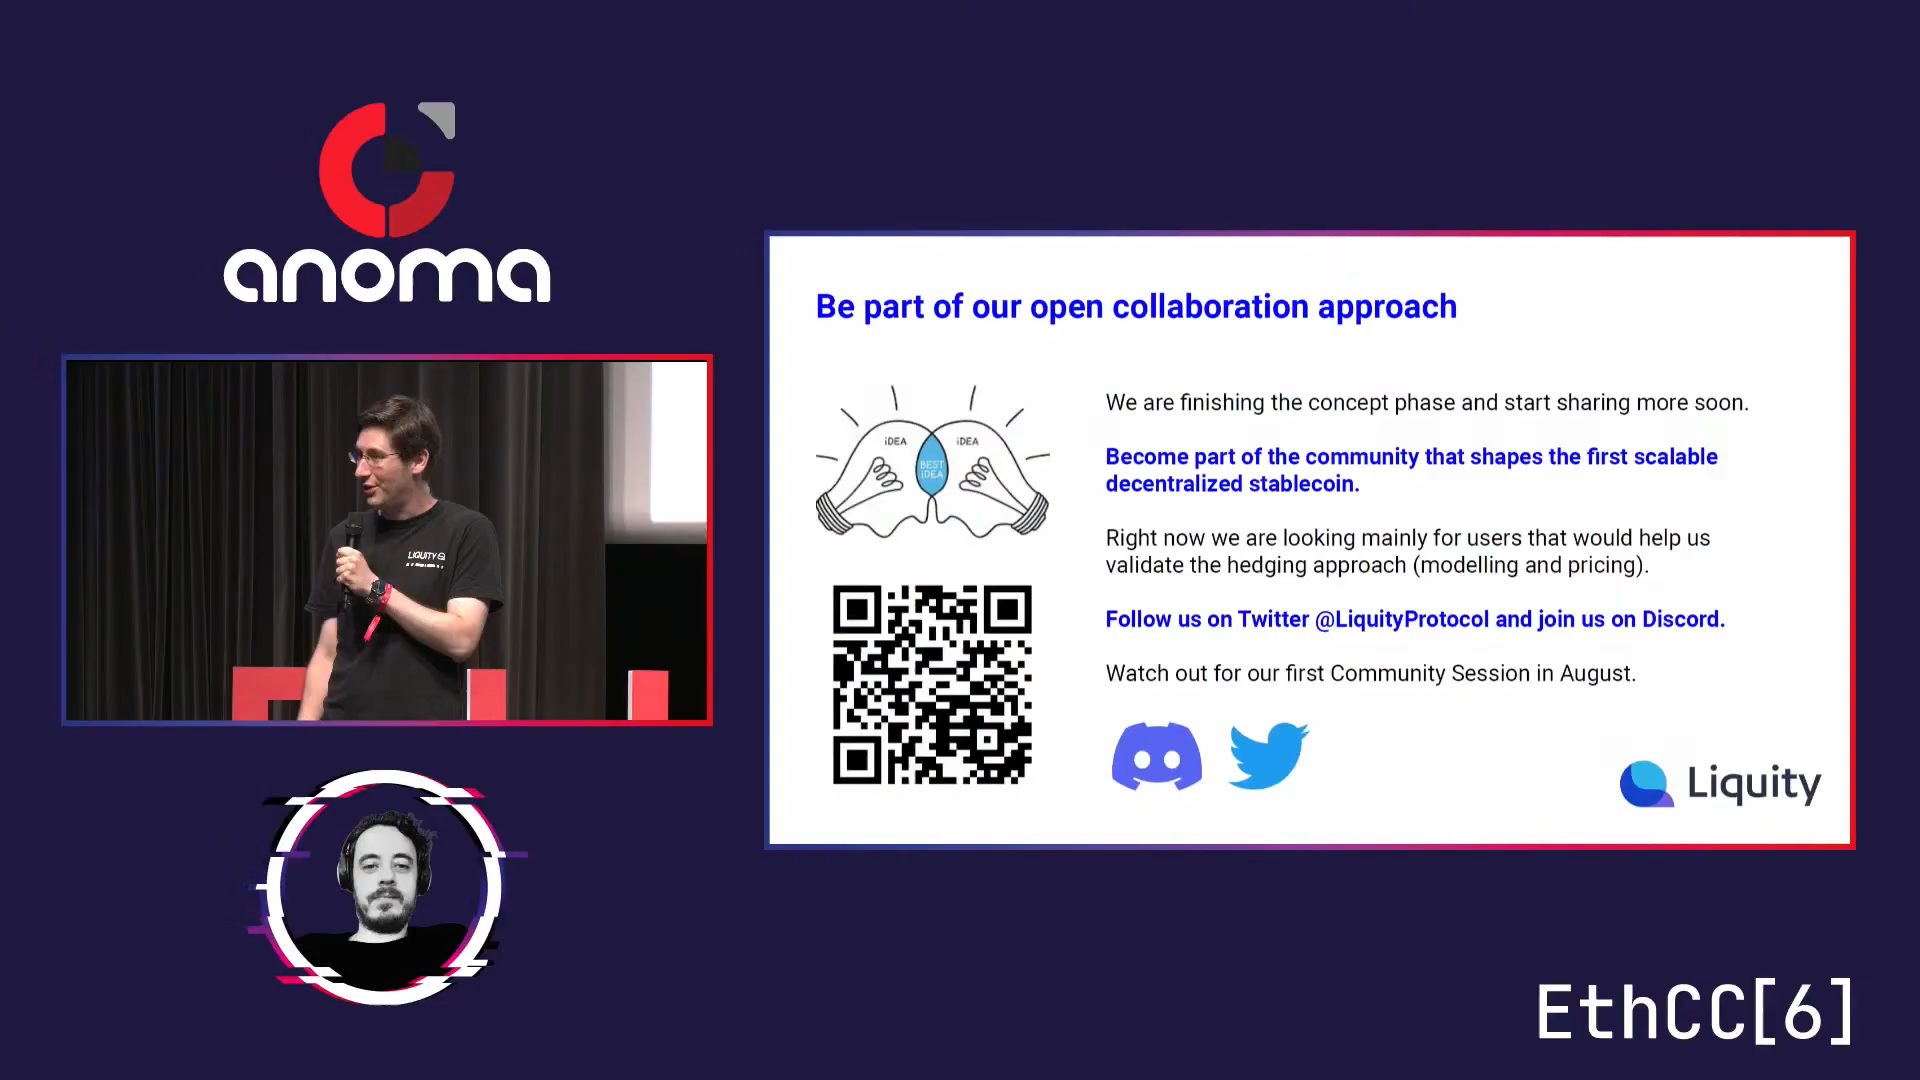 anoma
LIQUITY
Be part of our open collaboration approach
iDEA
iDEA
BEST
iDEA
We are finishing the concept phase and start sharing more soon.
Become part of the community that shapes the first scalable
decentralized stablecoin.
Right now we are looking mainly for users that would help us
validate the hedging approach (modelling and pricing).
Follow us on Twitter @LiquityProtocol and join us on Discord.
Watch out for our first Community Session in August.
Liquity
EthCC[6]